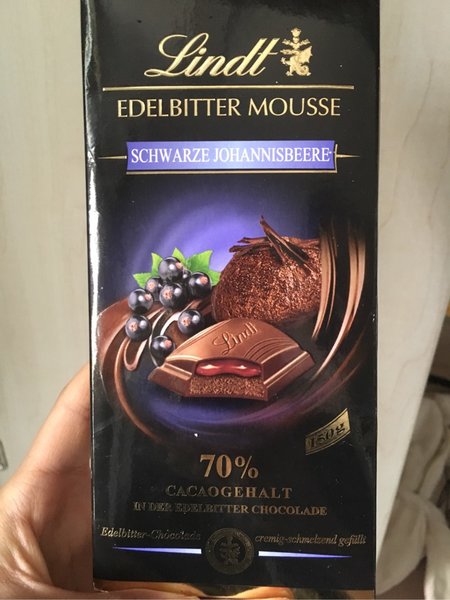 Lindt
EDELBITTER MOUSSE
SCHWARZE JOHANNISBEERE
Lindt
150g
70%
CACAOGEHALT
IN DER EDELBITTER CHOCOLADE
Edelbitter-Chocolade cremig-schmelzend gefüllt